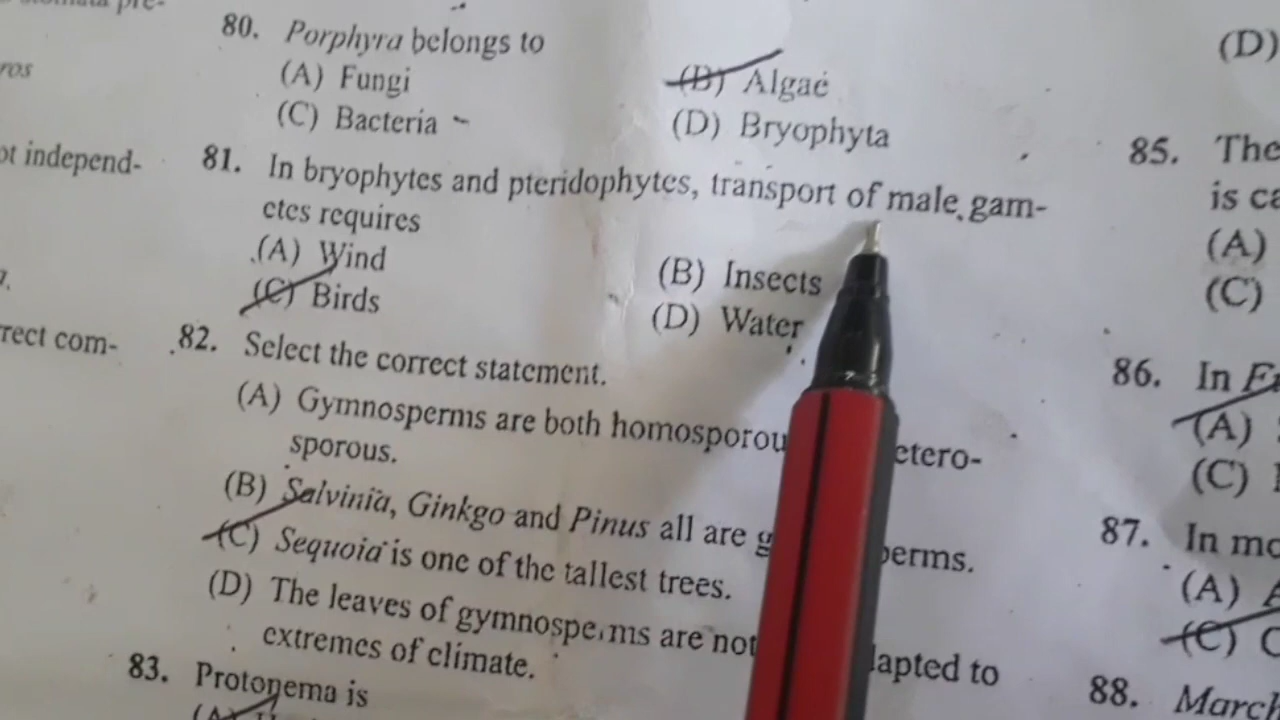 ros
ot independ-
rect com-
80. Porphyra belongs to
(A) Fungi (B) Algae
(C) Bacteria (D) Bryophyta
81. In bryophytes and pteridophytes, transport of male gam-
etes requires
(A) Wind (B) Insects
(C) Birds (D) Water
82. Select the correct statement.
(A) Gymnosperms are both homosporou etero-
sporous.
(B) Salvinia, Ginkgo and Pinus all are g perms.
(C) Sequoia is one of the tallest trees.
(D) The leaves of gymnosperms are not dapted to
extremes of climate.
83. Protonema is
(A)
(D)
85. The
is ca
(A)
(C)
86. In
(A)
(C)
87. In mo
(A)
(C)
88. March